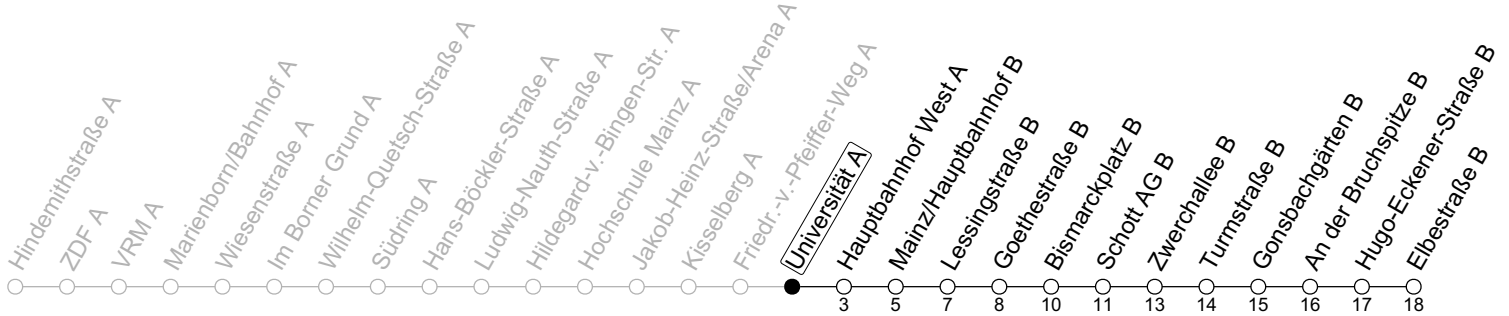 Hindemithstraße A
ZDF A
VRM A
Marienborn/Bahnhof A
Wiesenstraße A
Im Borner Grund A
Wilhelm-Quetsch-Straße A
Südring A
Hans-Böckler-Straße A
Ludwig-Nauth-Straße A
Hildegard-v.-Bingen-Str. A
Hochschule Mainz A
Jakob-Heinz-Straße/Arena A
Kisselberg A
Friedr.-v.-Pfeiffer-Weg A
Universität A
Hauptbahnhof West A
Mainz/Hauptbahnhof B
Lessingstraße B
Goethestraße B
Bismarckplatz B
Schott AG B
Zwerchallee B
Turmstraße B
Gonsbachgärten B
An der Bruchspitze B
Hugo-Eckener-Straße B
Elbestraße B
3 5 7 8 10 11 13 14 15 16 17 18